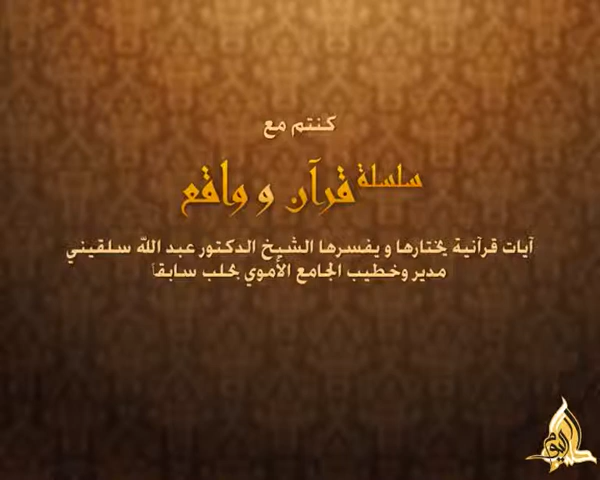 كنتم مع
سلسلة قرآن و واقع
آيات قرآنية يختارها و يفسرها الشيخ الدكتور عبد الله سلقيني
مدير وخطيب الجامع الأموي بحلب سابقاً